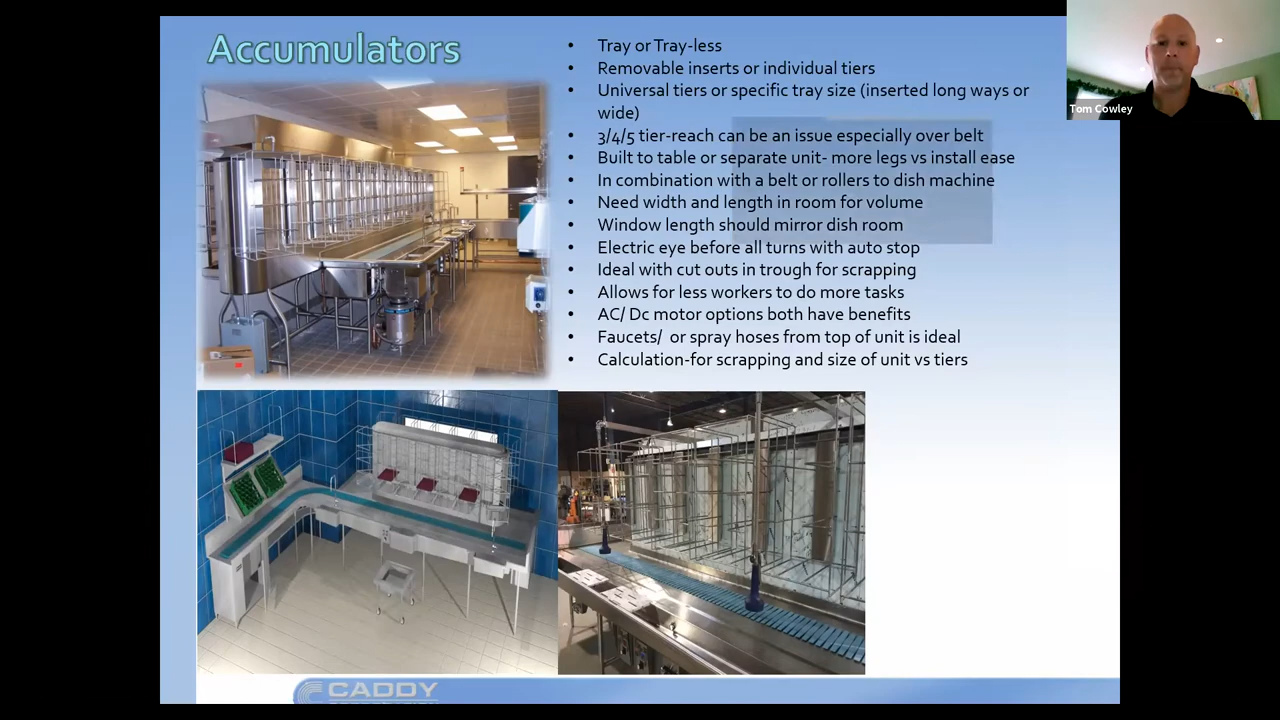 Accumulators
• Tray or Tray-less
• Removable inserts or individual tiers
• Universal tiers or specific tray size (inserted long ways or
wide)
• 3/4/5 tier-reach can be an issue especially over belt
• Built to table or separate unit- more legs vs install ease
• In combination with a belt or rollers to dish machine
• Need width and length in room for volume
• Window length should mirror dish room
• Electric eye before all turns with auto stop
• Ideal with cut outs in trough for scrapping
• Allows for less workers to do more tasks
• AC/ Dc motor options both have benefits
• Faucets/  or spray hoses from top of unit is ideal
• Calculation-for scrapping and size of unit vs tiers
Tom Cowley
CADDY